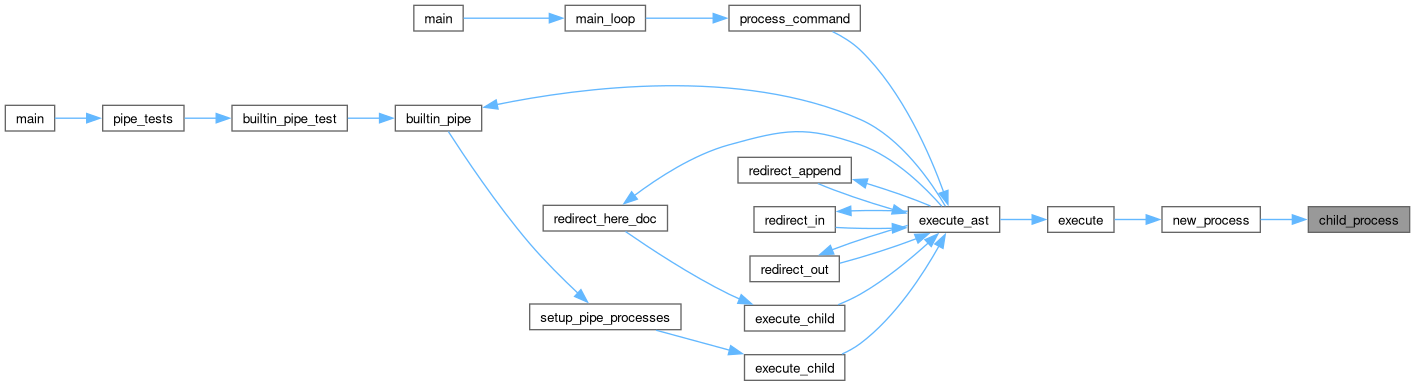 main
main_loop
process_command
main
pipe_tests
builtin_pipe_test
builtin_pipe
redirect_append
redirect_here_doc
redirect_in
execute_ast
execute
new_process
child_process
redirect_out
setup_pipe_processes
execute_child
execute_child